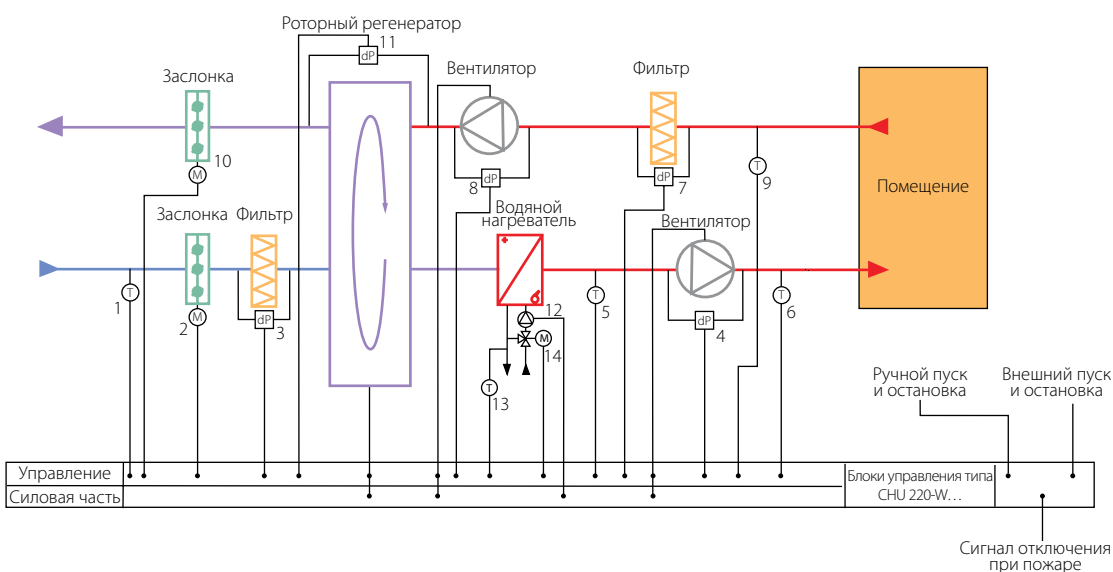 Роторный регенератор
dP
11
Заслонка
Вентилятор
Фильтр
M
10
dP
8
dP
7
T
9
Помещение
Заслонка
Фильтр
Водяной
нагреватель
Вентилятор
T
1
M
2
dP
3
12
M
14
T
13
T
5
dP
4
T
6
Ручной пуск
и остановка
Внешний пуск
и остановка
Управление
Силовая часть
Блоки управления типа
CHU 220-W...
Сигнал отключения
при пожаре